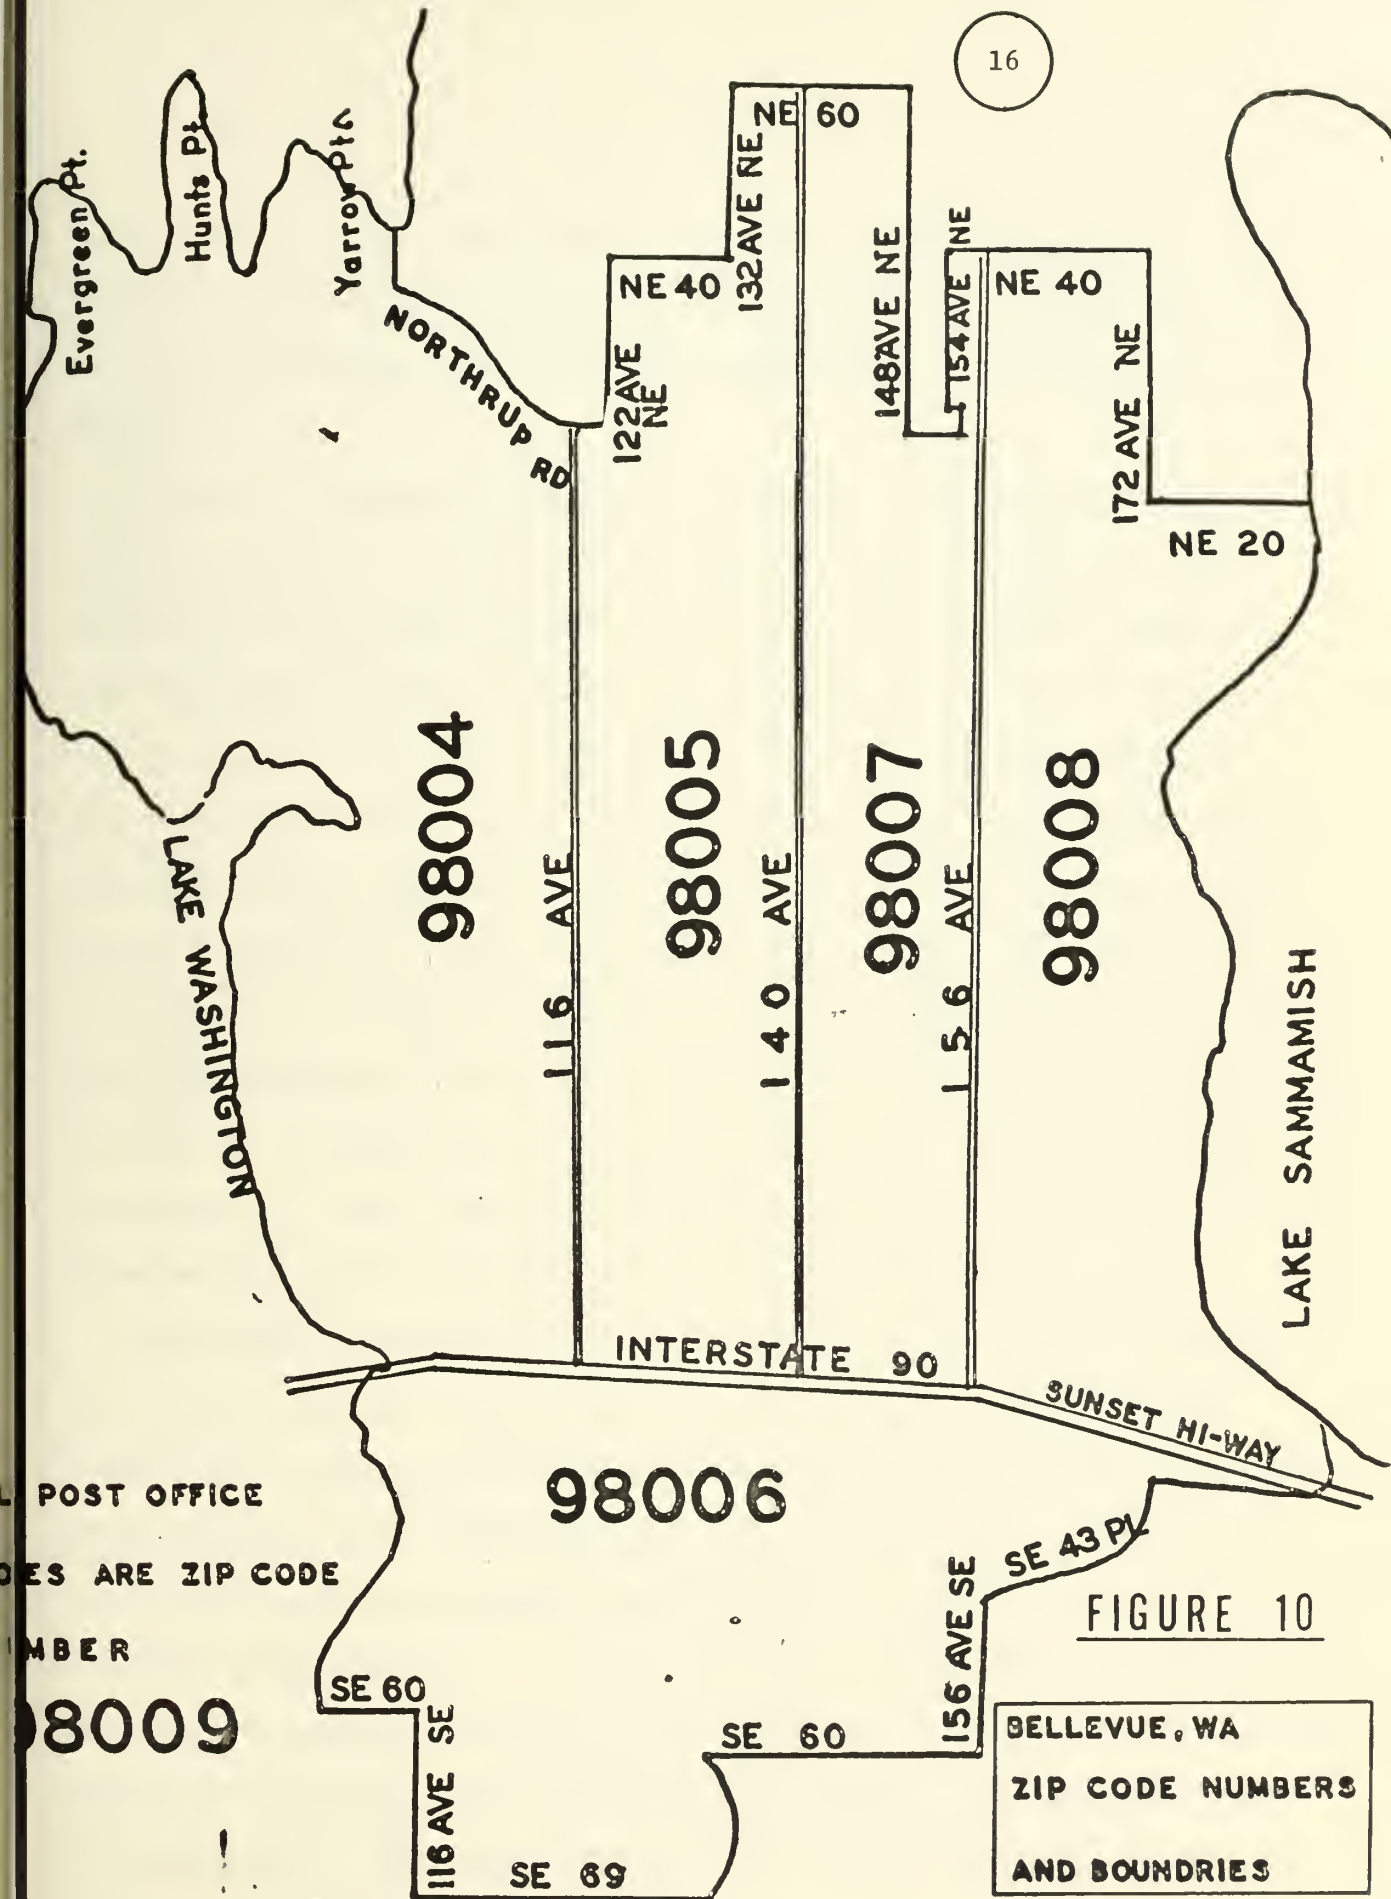 16
NE 60
Evergreen Pt.
Hunts Pt.
Yarrow Pt.
132 AVE NE
148 AVE NE
154 AVE NE
NE 40
NE 40
NORTHRUP RD
122 AVE
NE
172 AVE NE
NE 20
98004
98005
98007
98008
LAKE WASHINGTON
116 AVE
140 AVE
156 AVE
LAKE SAMMAMISH
INTERSTATE 90
SUNSET HI-WAY
98006
POST OFFICE
ARE ZIP CODE
SE 43 PL
156 AVE SE
FIGURE 10
SE 60
116 AVE SE
SE 60
SE 69
BELLEVUE, WA
ZIP CODE NUMBERS
AND BOUNDRIES